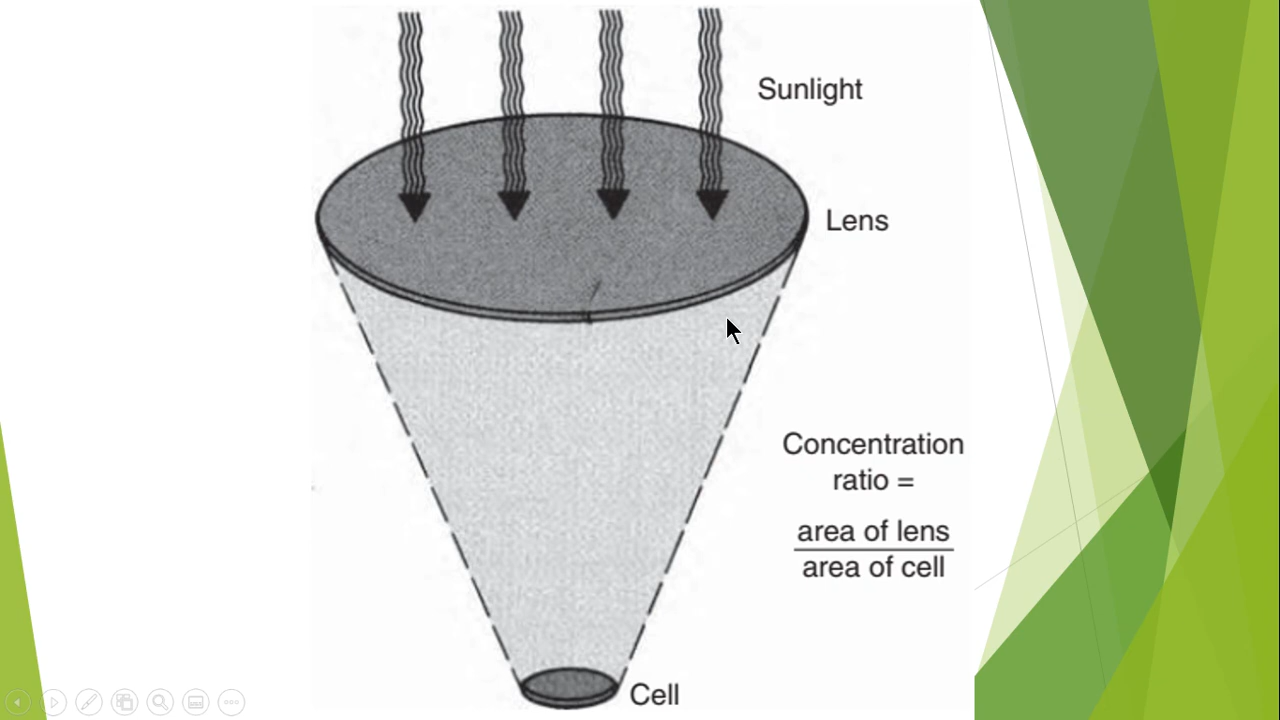 Sunlight
Lens
Concentration
ratio =
area of lens
area of cell
Cell